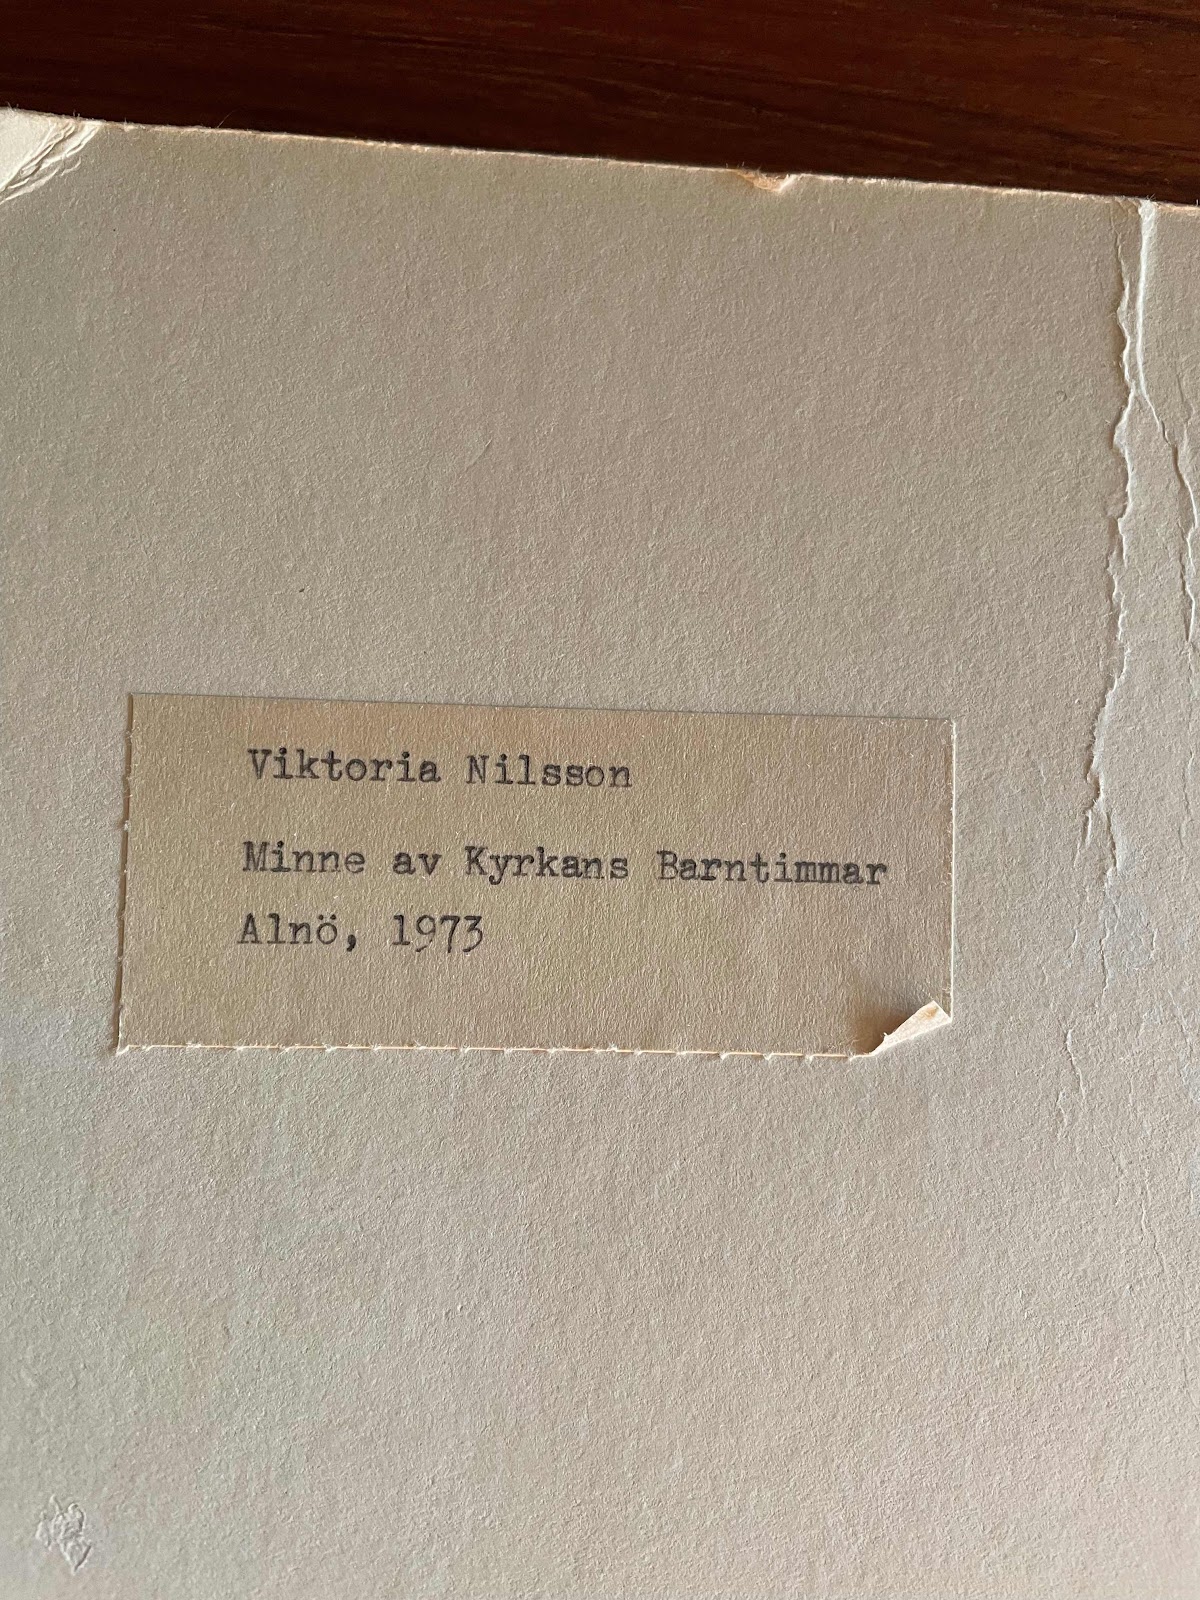 Viktoria Nilsson
Minne av Kyrkans Barntimmar
Alnö, 1973